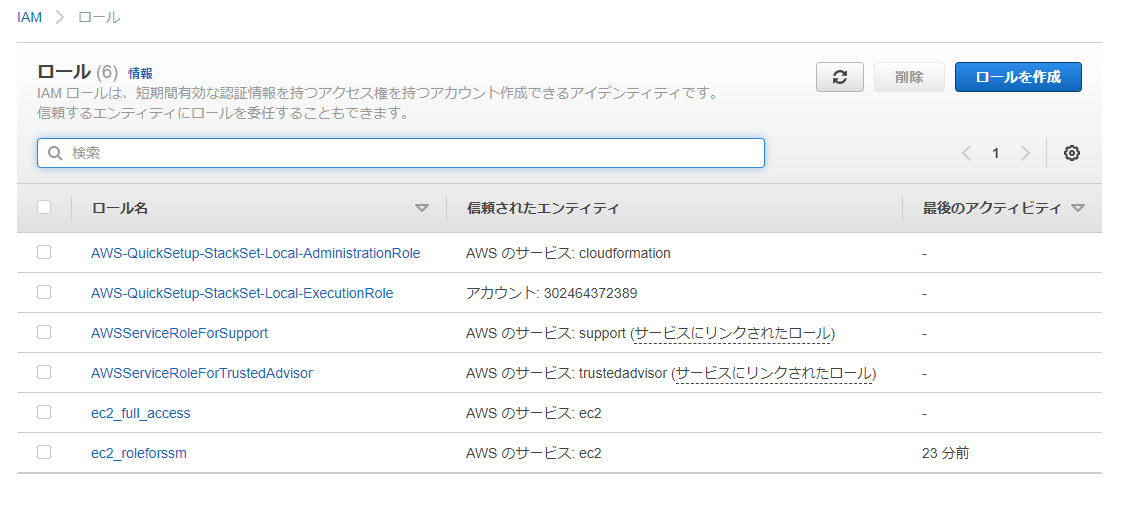 IAM > ロール
ロール (6) 情報
IAM ロールは、短期間有効な認証情報を持つアクセス権を持つアカウント作成できるアイデンティティです。
信頼するエンティティにロールを委任することもできます。
削除
ロールを作成
検索
1
ロール名 信頼されたエンティティ 最後のアクティビティ
AWS-QuickSetup-StackSet-Local-AdministrationRole AWS のサービス: cloudformation -
AWS-QuickSetup-StackSet-Local-ExecutionRole アカウント: 302464372389 -
AWSServiceRoleForSupport AWS のサービス: support (サービスにリンクされたロール) -
AWSServiceRoleForTrustedAdvisor AWS のサービス: trustedadvisor (サービスにリンクされたロール) -
ec2_full_access AWS のサービス: ec2 -
ec2_roleforssm AWS のサービス: ec2 23 分前